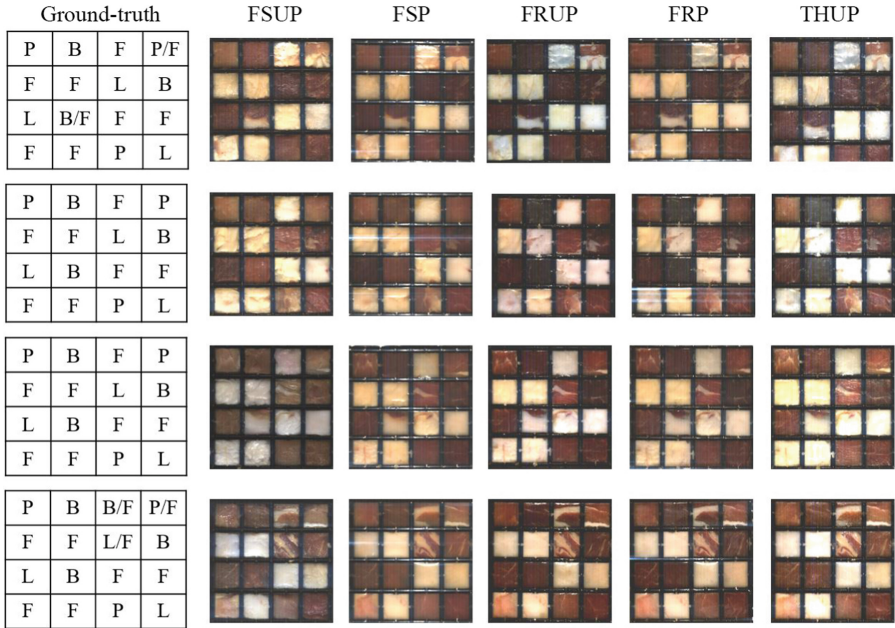 Ground-truth FSUP FSP FRUP FRP THUP
P B F P/F
F F L B
L B/F F F
F F P L
P B F P
F F L B
L B F F
F F P L
P B F P
F F L B
L B F F
F F P L
P B B/F P/F
F F L/F B
L B F F
F F P L